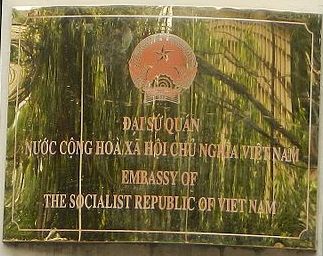 ĐẠI SỨ QUÁN
NƯỚC CỘNG HOÀ XÃ HỘI CHỦ NGHĨA VIỆT NAM
EMBASSY OF
THE SOCIALIST REPUBLIC OF VIET NAM